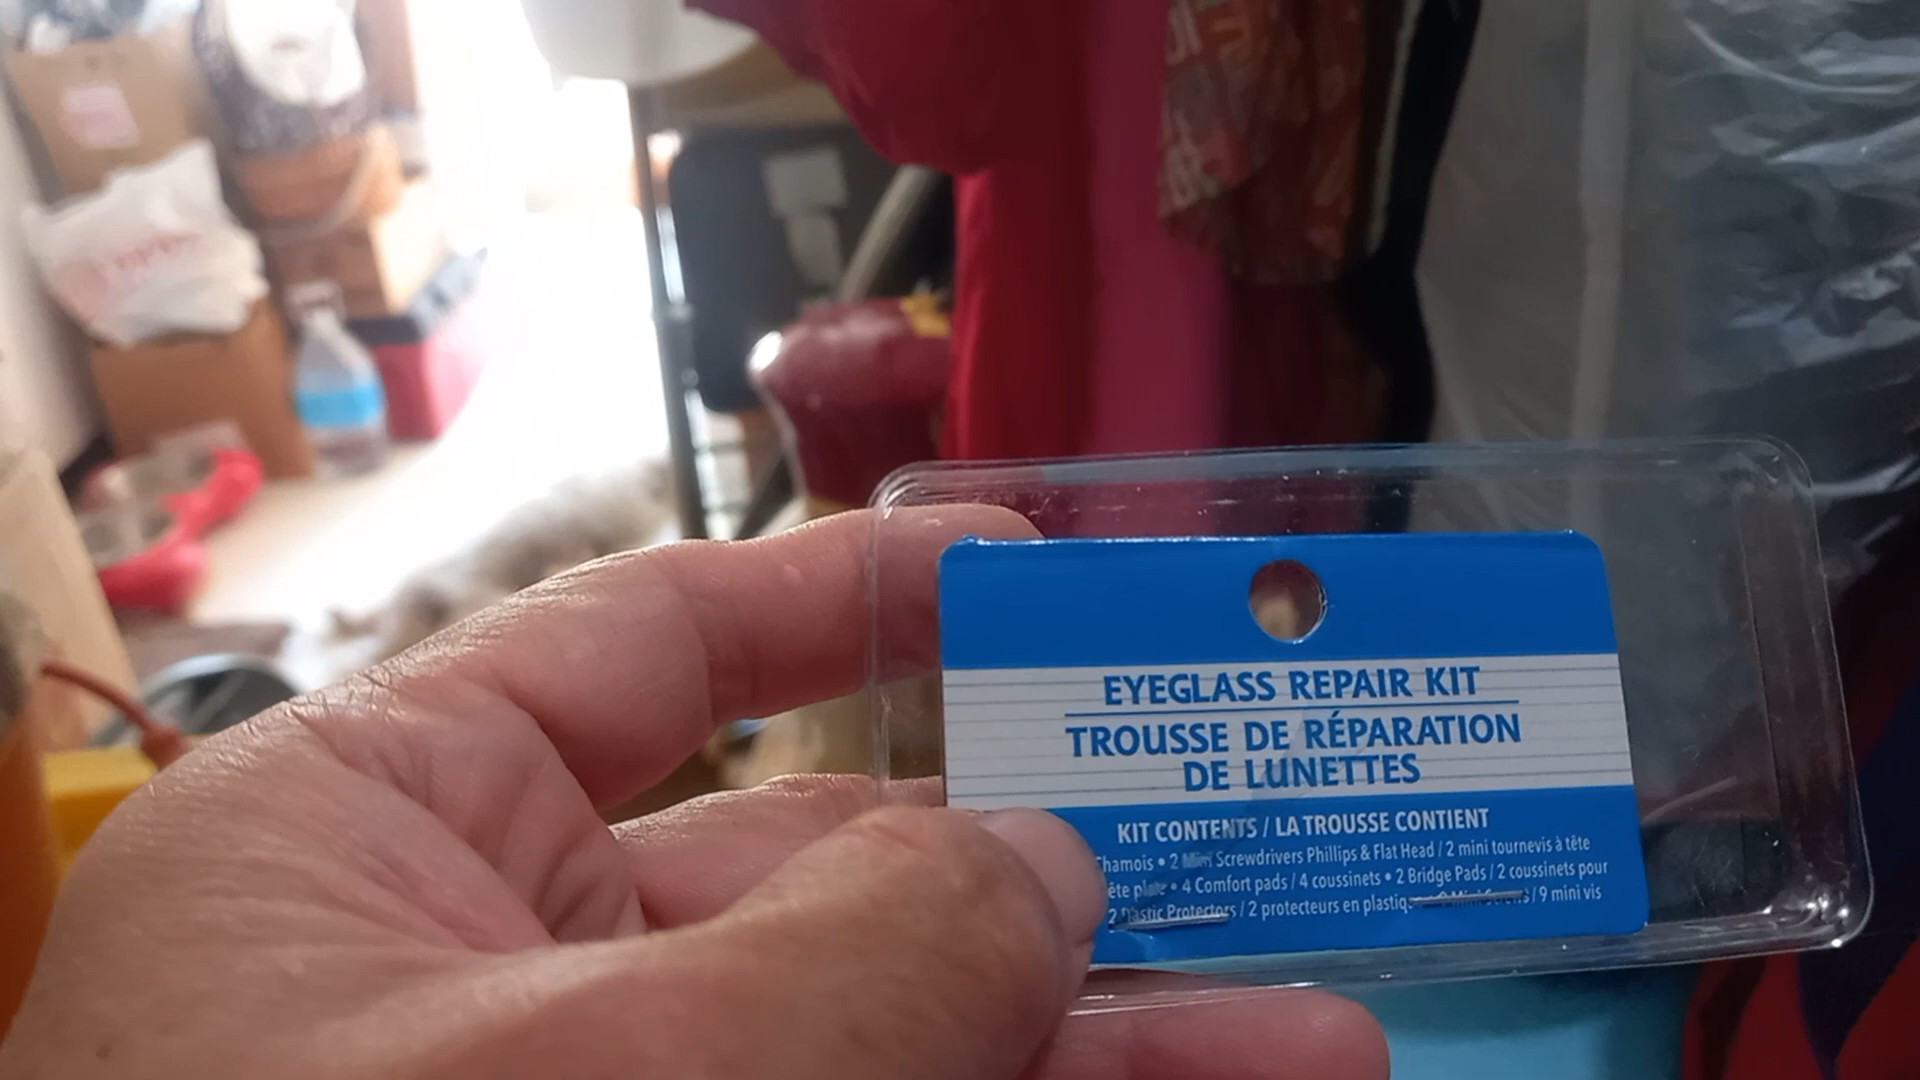 EYEGLASS REPAIR KIT
TROUSSE DE RÉPARATION
DE LUNETTES
KIT CONTENTS / LA TROUSSE CONTIENT
Chamois • 2 Mini Screwdrivers Phillips & Flat Head / 2 mini tournevis à tête
plate • 4 Comfort pads / 4 coussinets • 2 Bridge Pads / 2 coussinets pour
2 Plastic Protectors / 2 protecteurs en plastique Mini Screws / 9 mini vis